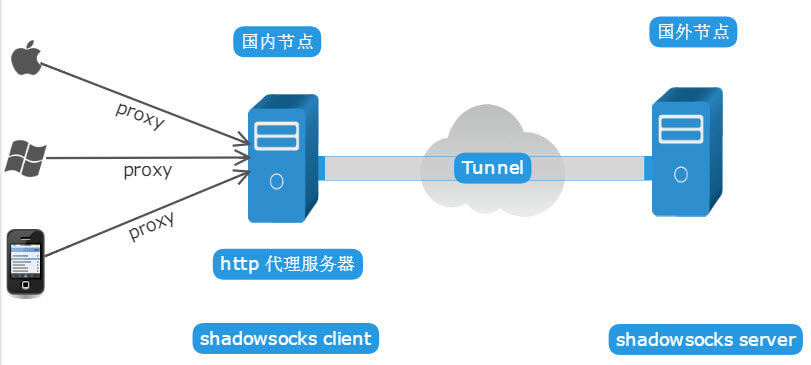 国内节点
国外节点
proxy
proxy
Tunnel
proxy
http 代理服务器
shadowsocks client
shadowsocks server